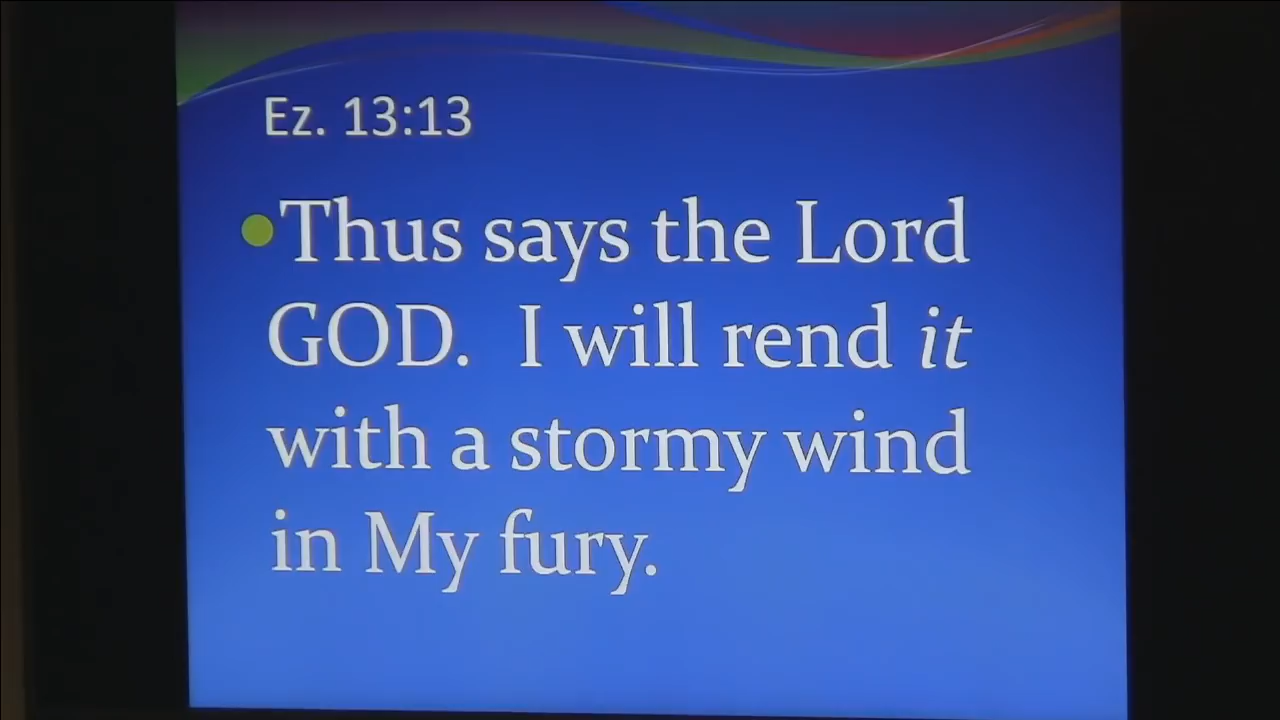 Ez. 13:13
Thus says the Lord
GOD.  I will rend it
with a stormy wind
in My fury.